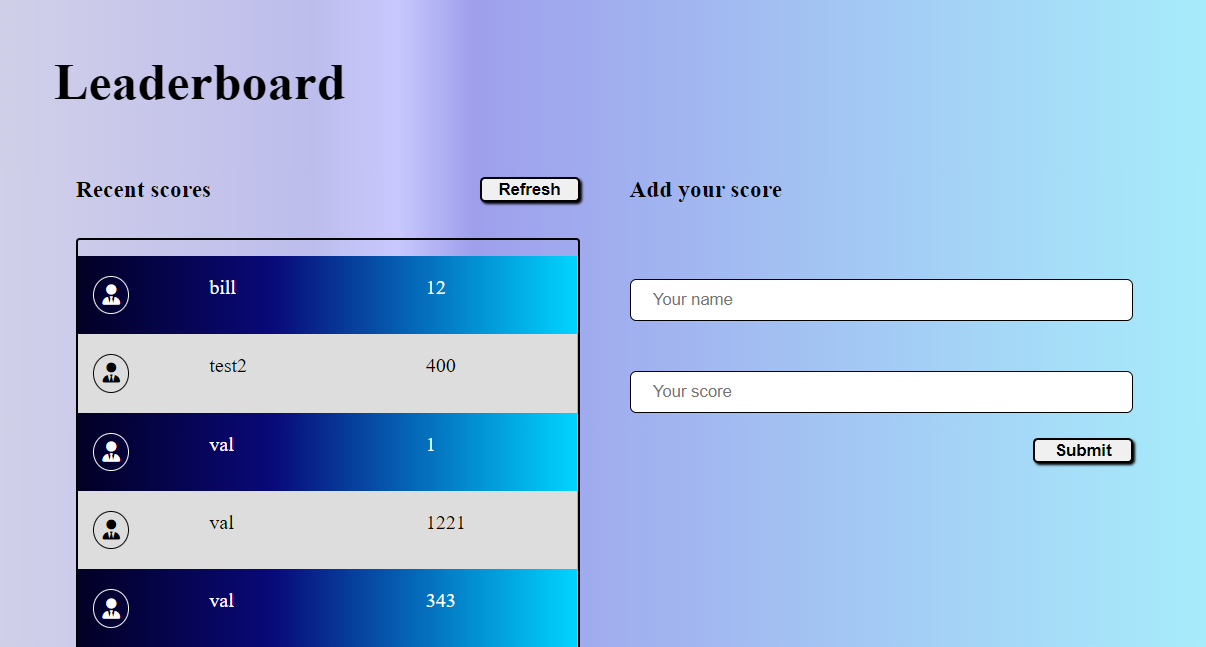 Leaderboard
Recent scores
Refresh
bill 12
test2 400
val 1
val 1221
val 343
Add your score
Your name
Your score
Submit